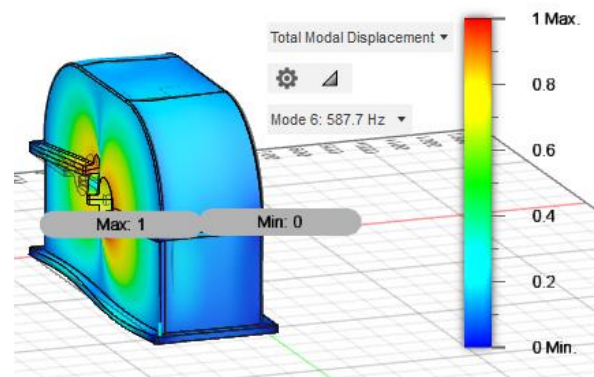 Total Modal Displacement
Mode 6: 587.7 Hz
1 Max.
0.8
0.6
0.4
0.2
0 Min.
Max: 1
Min: 0